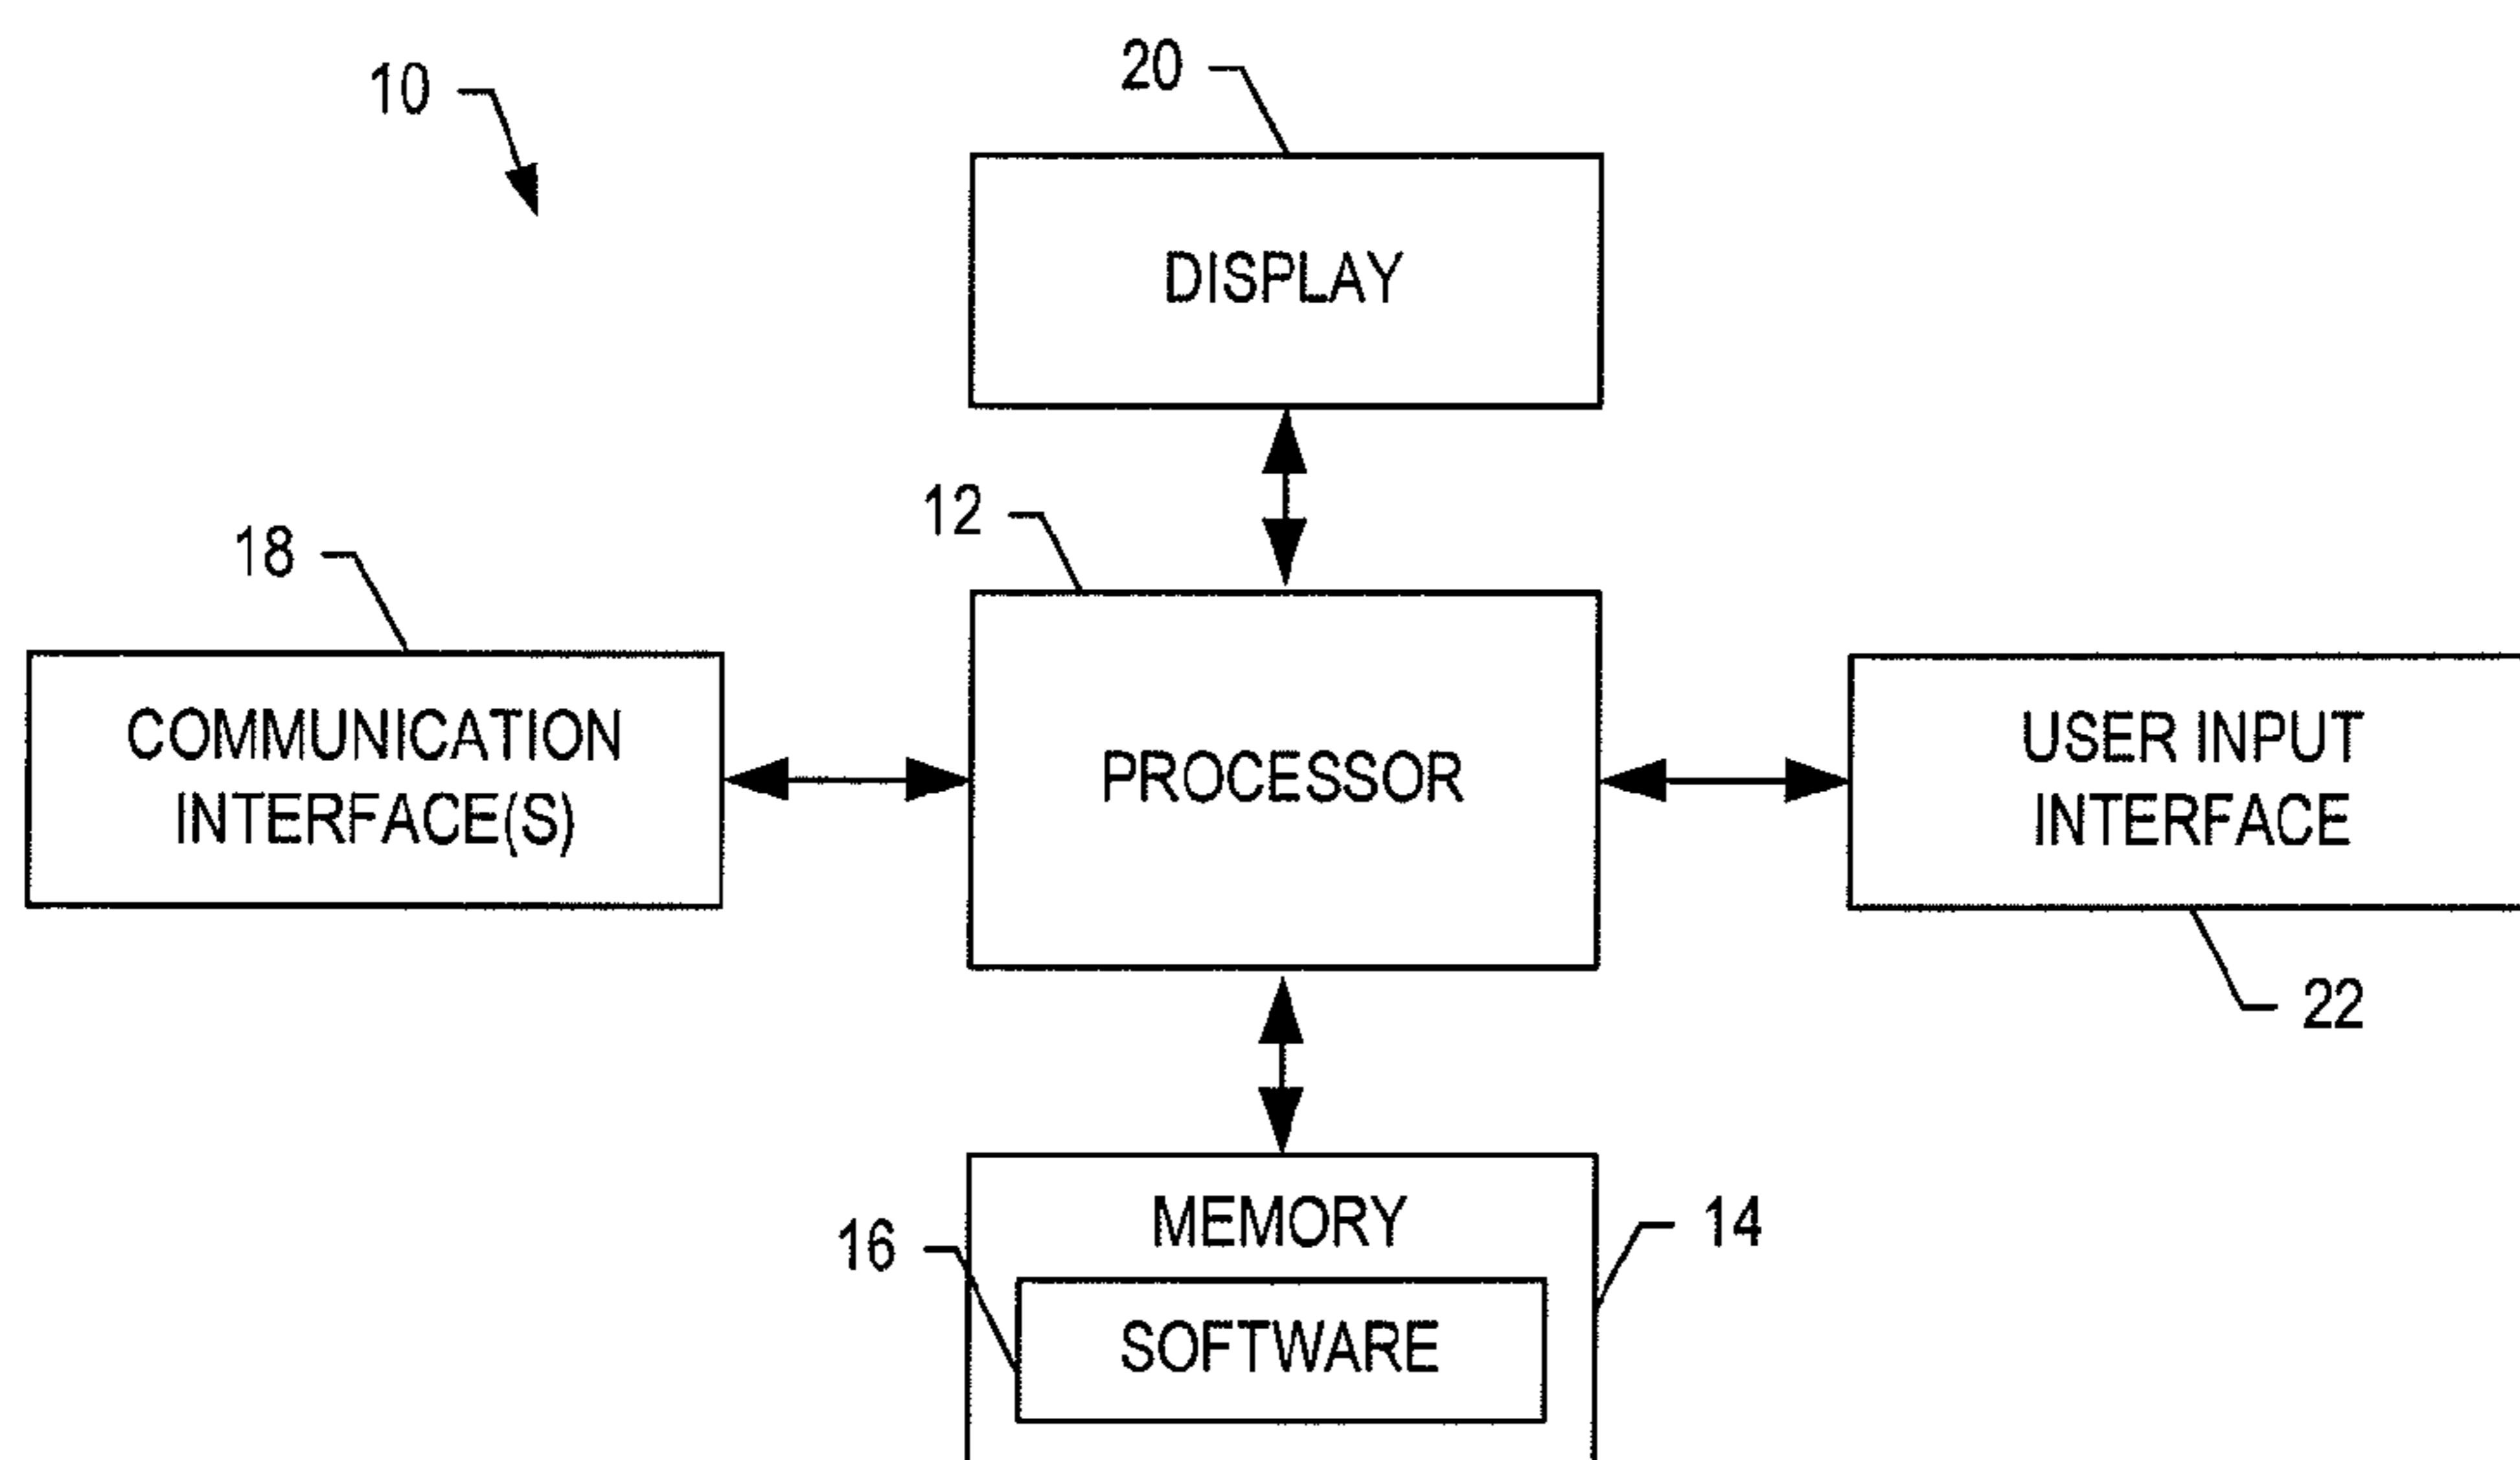 10
20
DISPLAY
12
18
COMMUNICATION
INTERFACE(S)
PROCESSOR
USER INPUT
INTERFACE
22
MEMORY
14
16
SOFTWARE